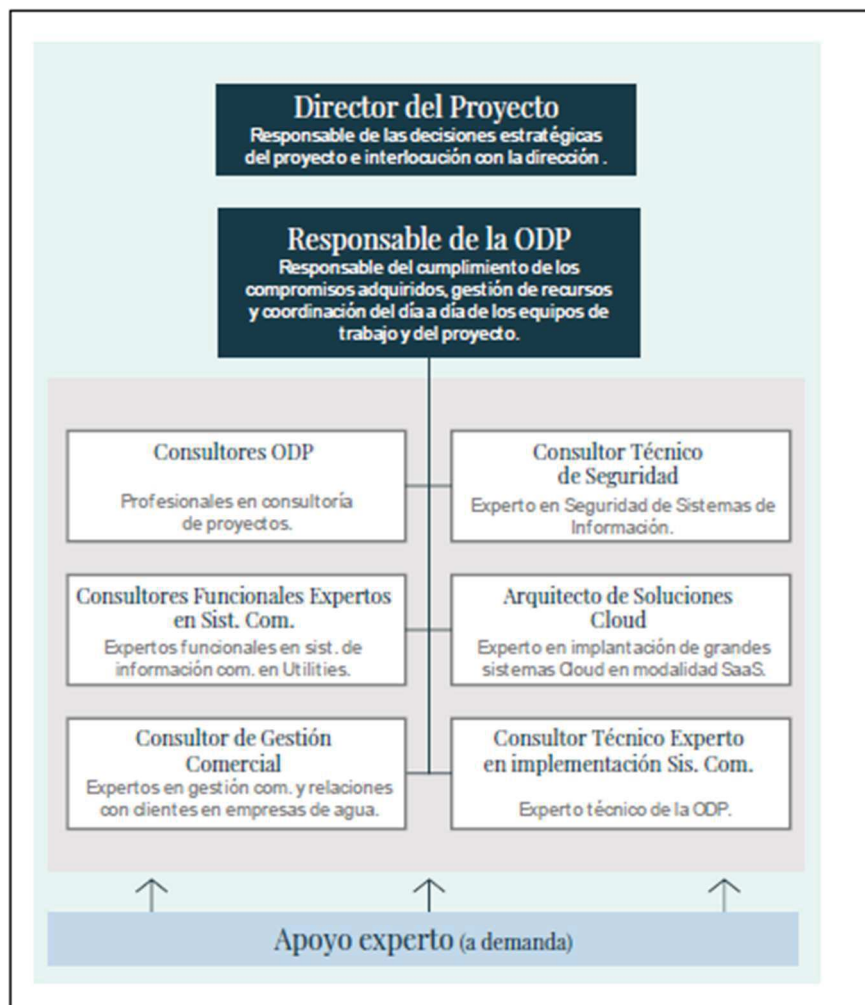 Director del Proyecto
Responsable de las decisiones estratégicas
del proyecto e interlocución con la dirección .
Responsable de la ODP
Responsable del cumplimiento de los
compromisos adquiridos, gestión de recursos
y coordinación del día a día de los equipos de
trabajo y del proyecto.
Consultores ODP
Profesionales en consultoría
de proyectos.
Consultor Técnico
de Seguridad
Experto en Seguridad de Sistemas de
Información.
Consultores Funcionales Expertos
en Sist. Com.
Expertos funcionales en sist. de
información com. en Utilities.
Arquitecto de Soluciones
Cloud
Experto en implantación de grandes
sistemas Cloud en modalidad SaaS.
Consultor de Gestión
Comercial
Expertos en gestión com. y relaciones
con clientes en empresas de agua.
Consultor Técnico Experto
en implementación Sis. Com.
Experto técnico de la ODP.
Apoyo experto (a demanda)